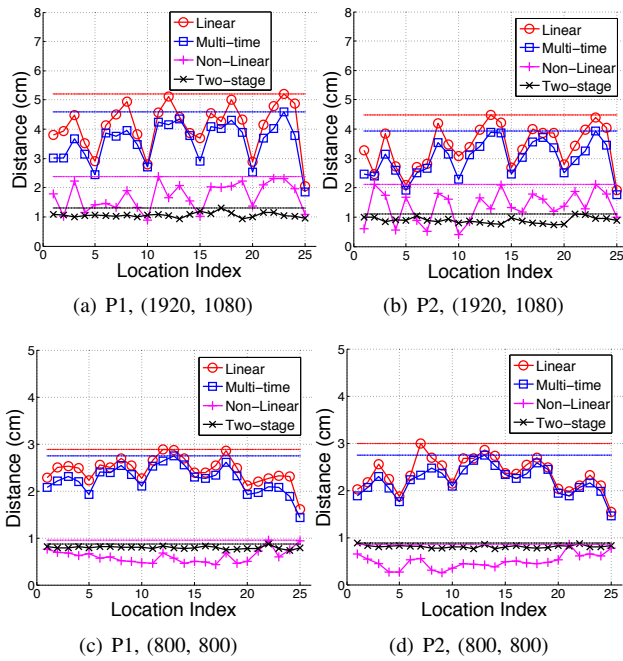 8
7
6
5
4
3
2
1
0
Distance (cm)
Linear
Multi−time
Non−Linear
Two−stage
0 5 10 15 20 25
Location Index
(a) P1, (1920, 1080)
8
7
6
5
4
3
2
1
0
Distance (cm)
Linear
Multi−time
Non−Linear
Two−stage
0 5 10 15 20 25
Location Index
(b) P2, (1920, 1080)
5
4
3
2
1
0
Distance (cm)
Linear
Multi−time
Non−Linear
Two−stage
0 5 10 15 20 25
Location Index
(c) P1, (800, 800)
5
4
3
2
1
0
Distance (cm)
Linear
Multi−time
Non−Linear
Two−stage
0 5 10 15 20 25
Location Index
(d) P2, (800, 800)